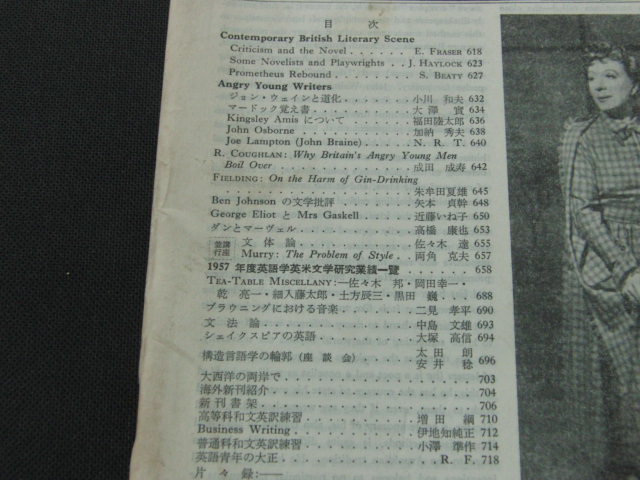 目 次
Contemporary British Literary Scene
Criticism and the Novel . . . . . . . E. FRASER 618
Some Novelists and Playwrights . . J. HAYLOCK 623
Prometheus Rebound . . . . . . . S. BEATY 627
Angry Young Writers
ジョン・ウェインと道化 . . . . . 小川 和夫 632
マードック覚え書 . . . . . 大澤 實 634
Kingsley Amis について . . . . . 福田陸太郎 636
John Osborne . . . . . 加納 秀夫 638
Joe Lampton (John Braine) . . . . N. R. T. 640
R. COUGHLAN: Why Britain's Angry Young Men
Boil Over . . . . . 成田 成寿 642
FIELDING: On the Harm of Gin-Drinking
. . . . . 朱牟田夏雄 645
Ben Johnson の文学批評 . . . . . 矢本 貞幹 648
George Eliot と Mrs Gaskell . . . . . 近藤いね子 650
ダンとマーヴェル . . . . . 高橋 康也 653
並講行座 文 体 論 . . . . . 佐々木 達 655
Murry: The Problem of Style . . 両角 克夫 657
1957 年度英語学英米文学研究業績一覧 . . . . . 658
TEA-TABLE MISCELLANY:—佐々木 邦・岡田幸一・
乾 亮一・細入藤太郎・土方辰三・黒田 巍 . . . 688
ブラウニングにおける音楽 . . . . . 二見 孝平 690
文 法 論 . . . . . 中島 文雄 693
シェイクスピアの英語 . . . . . 大塚 高信 694
構造言語学の輪郭 (座 談 会) . . . . 太田 朗 安井 稔 696
大西洋の両岸で . . . . . 703
海外新刊紹介 . . . . . 704
新 刊 書 架 . . . . . 706
高等科和文英訳練習 . . . . . 増田 綱 710
Business Writing . . . . . 伊地知純正 712
普通科和文英訳練習 . . . . . 小澤 準作 714
英語青年の大正 . . . . . R. F. 718
片 々 録:——